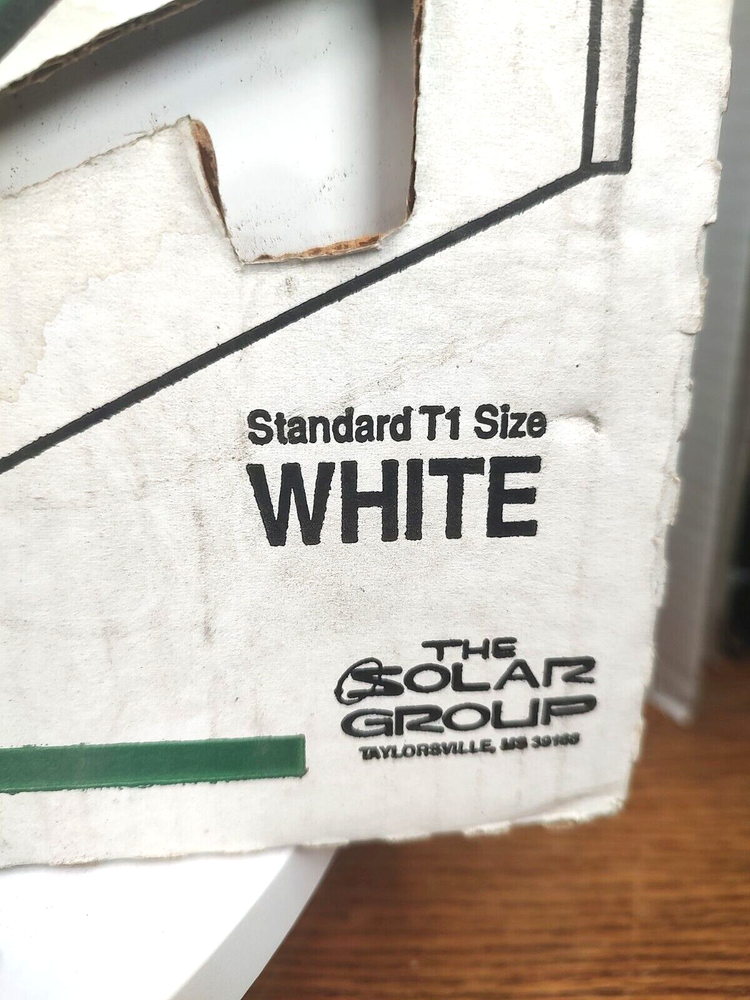 Standard T1 Size
WHITE
THE
SOLAR
GROUP
TAYLORSVILLE, MS 39168